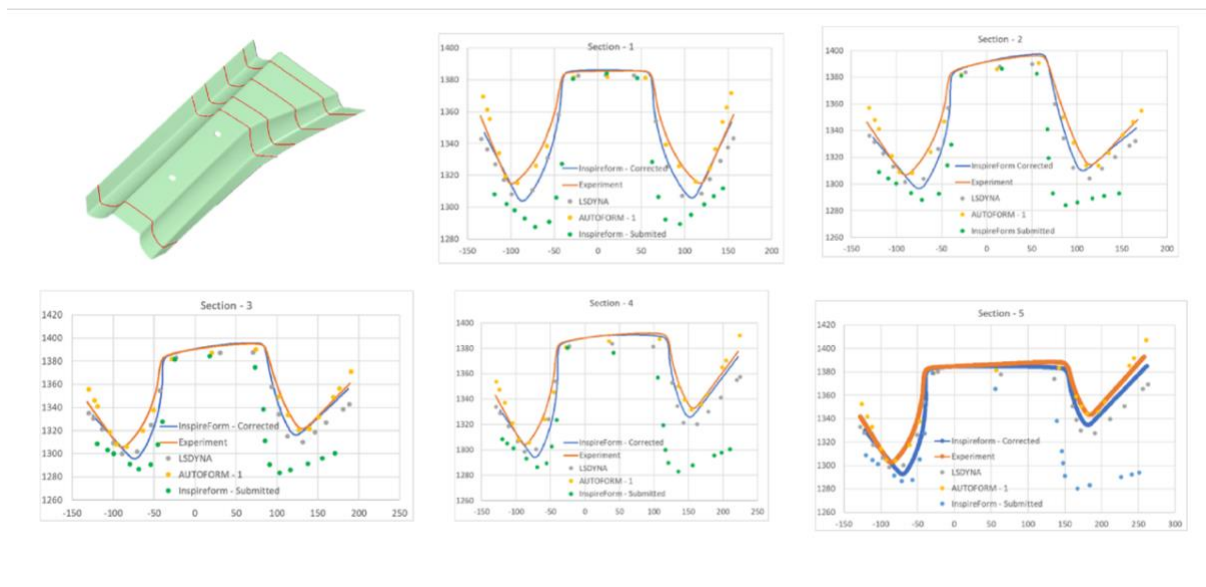 Section - 1
1400
1380
1360
1340
1320
1300
1280
-150 -100 -50 0 50 100 150 200
InspireForm - Corrected
Experiment
LSDYNA
AUTOFORM - 1
InspireForm - Submited
Section - 2
1400
1380
1360
1340
1320
1300
1280
1260
-150 -100 -50 0 50 100 150 200
InspireForm Corrected
Experiment
LSDYNA
AUTOFORM - 1
InspireForm Submitted
Section - 3
1420
1400
1380
1360
1340
1320
1300
1280
1260
-150 -100 -50 0 50 100 150 200 250
InspireForm - Corrected
Experiment
LSDYNA
AUTOFORM - 1
Inspireform - Submitted
Section - 4
1400
1380
1360
1340
1320
1300
1280
1260
-150 -100 -50 0 50 100 150 200 250
InspireForm - Corrected
Experiment
LSDYNA
AUTOFORM - 1
InspireForm - Submitted
Section - 5
1420
1400
1380
1360
1340
1320
1300
1280
1260
-150 -100 -50 0 50 100 150 200 250 300
Inspreform - Corrected
Experiment
LSDYNA
AUTOFORM - 1
InspireForm - Submitted